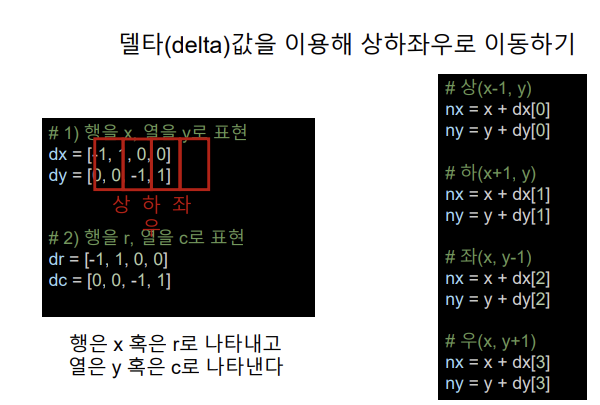 델타(delta)값을 이용해 상하좌우로 이동하기
# 1) 행을 x, 열을 y로 표현
dx = [-1, 1, 0, 0]
dy = [0, 0, -1, 1]
상 하 좌
우
# 2) 행을 r, 열을 c로 표현
dr = [-1, 1, 0, 0]
dc = [0, 0, -1, 1]
행은 x 혹은 r로 나타내고
열은 y 혹은 c로 나타낸다
# 상(x-1, y)
nx = x + dx[0]
ny = y + dy[0]
# 하(x+1, y)
nx = x + dx[1]
ny = y + dy[1]
# 좌(x, y-1)
nx = x + dx[2]
ny = y + dy[2]
# 우(x, y+1)
nx = x + dx[3]
ny = y + dy[3]